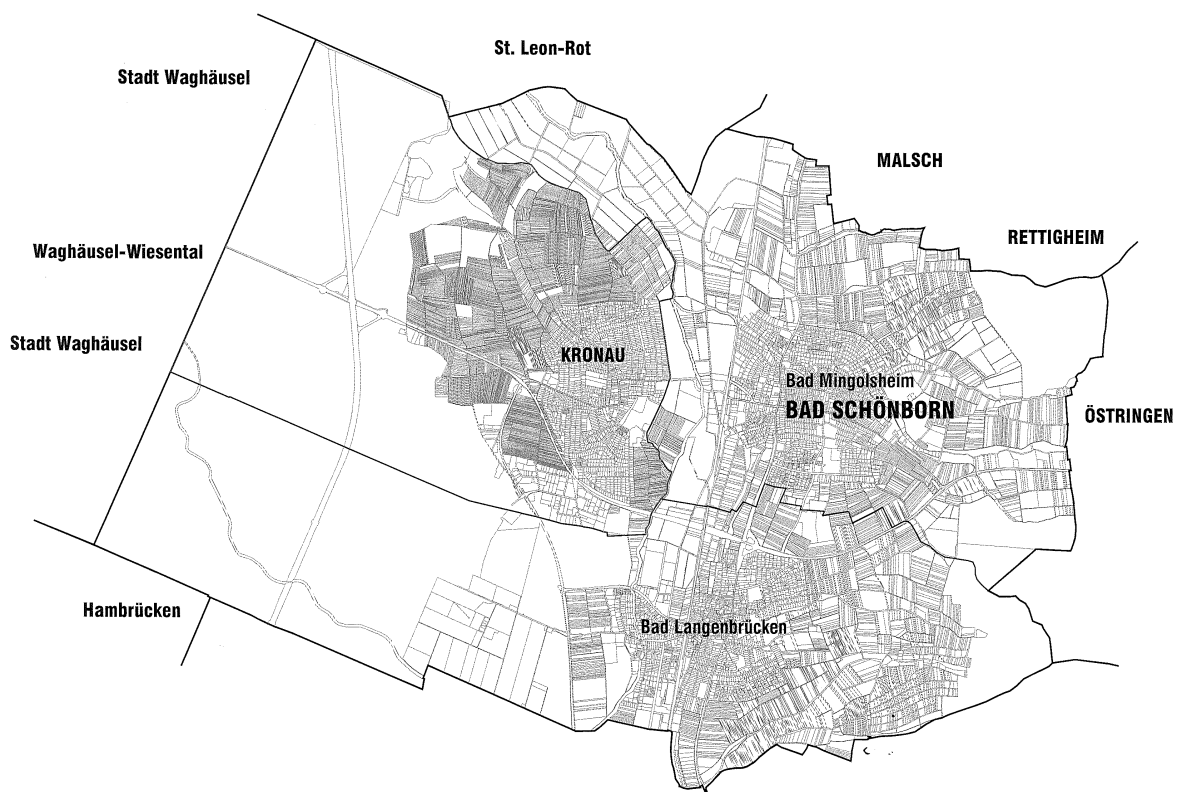 St. Leon-Rot
Stadt Waghäusel
MALSCH
RETTIGHEIM
Waghäusel-Wiesental
Stadt Waghäusel
KRONAU
Bad Mingolsheim
BAD SCHÖNBORN
ÖSTRINGEN
Hambrücken
Bad Langenbrücken